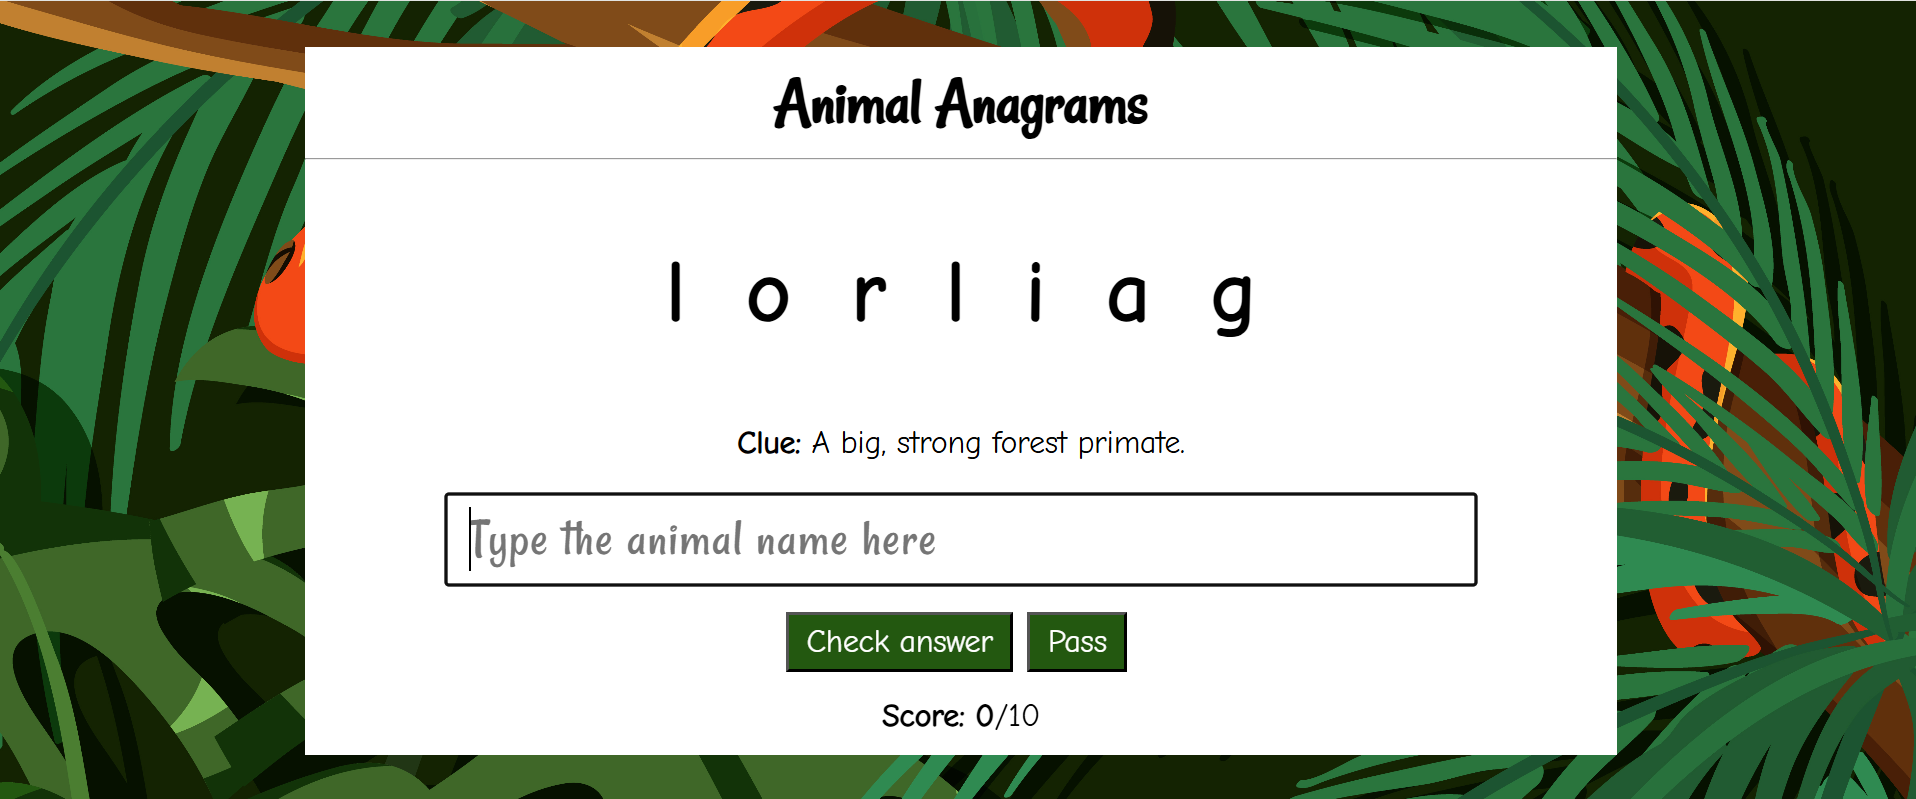 Animal Anagrams
l o r l i a g
Clue: A big, strong forest primate.
Type the animal name here
Check answer Pass
Score: 0/10